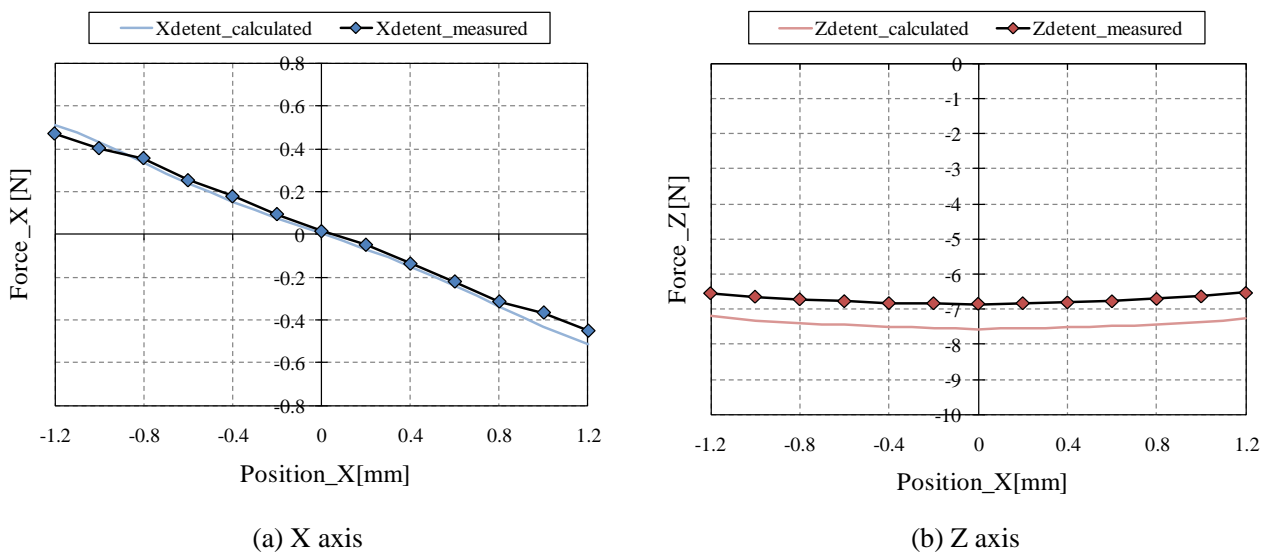 Xdetent_calculated Xdetent_measured
0.8
0.6
0.4
0.2
0
-0.2
-0.4
-0.6
-0.8
-1.2 -0.8 -0.4 0 0.4 0.8 1.2
Force_X [N]
Position_X[mm]
(a) X axis
Zdetent_calculated Zdetent_measured
0
-1
-2
-3
-4
-5
-6
-7
-8
-9
-10
-1.2 -0.8 -0.4 0 0.4 0.8 1.2
Force_Z[N]
Position_X[mm]
(b) Z axis